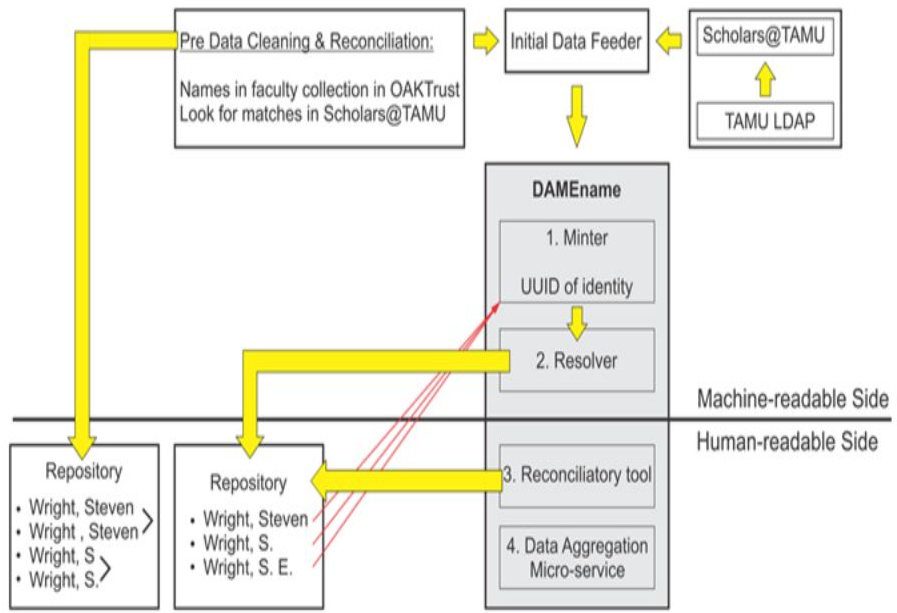 Pre Data Cleaning & Reconciliation:
Names in faculty collection in OAKTrust
Look for matches in Scholars@TAMU
Initial Data Feeder
Scholars@TAMU
TAMU LDAP
DAMEname
1. Minter
UUID of identity
2. Resolver
Machine-readable Side
Human-readable Side
3. Reconciliatory tool
4. Data Aggregation
Micro-service
Repository
• Wright, Steven
• Wright , Steven
• Wright, S
• Wright, S.
Repository
• Wright, Steven
• Wright, S.
• Wright, S. E.